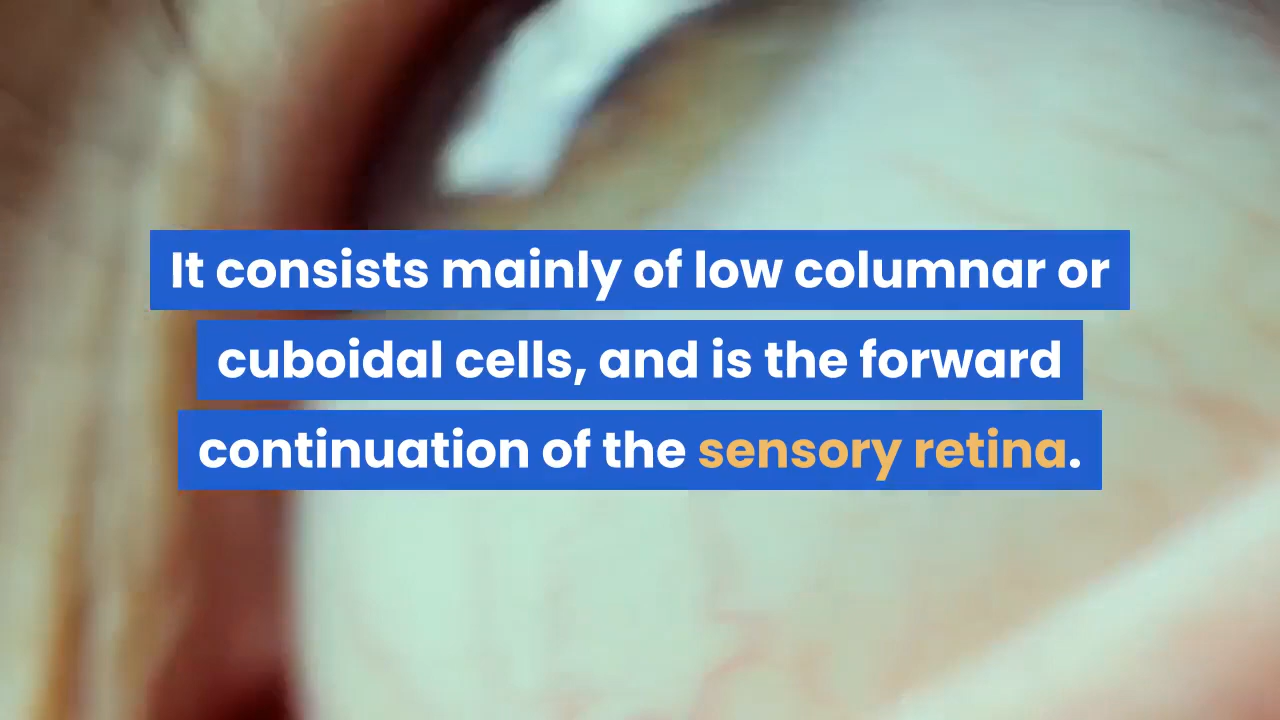 It consists mainly of low columnar or
cuboidal cells, and is the forward
continuation of the sensory retina.